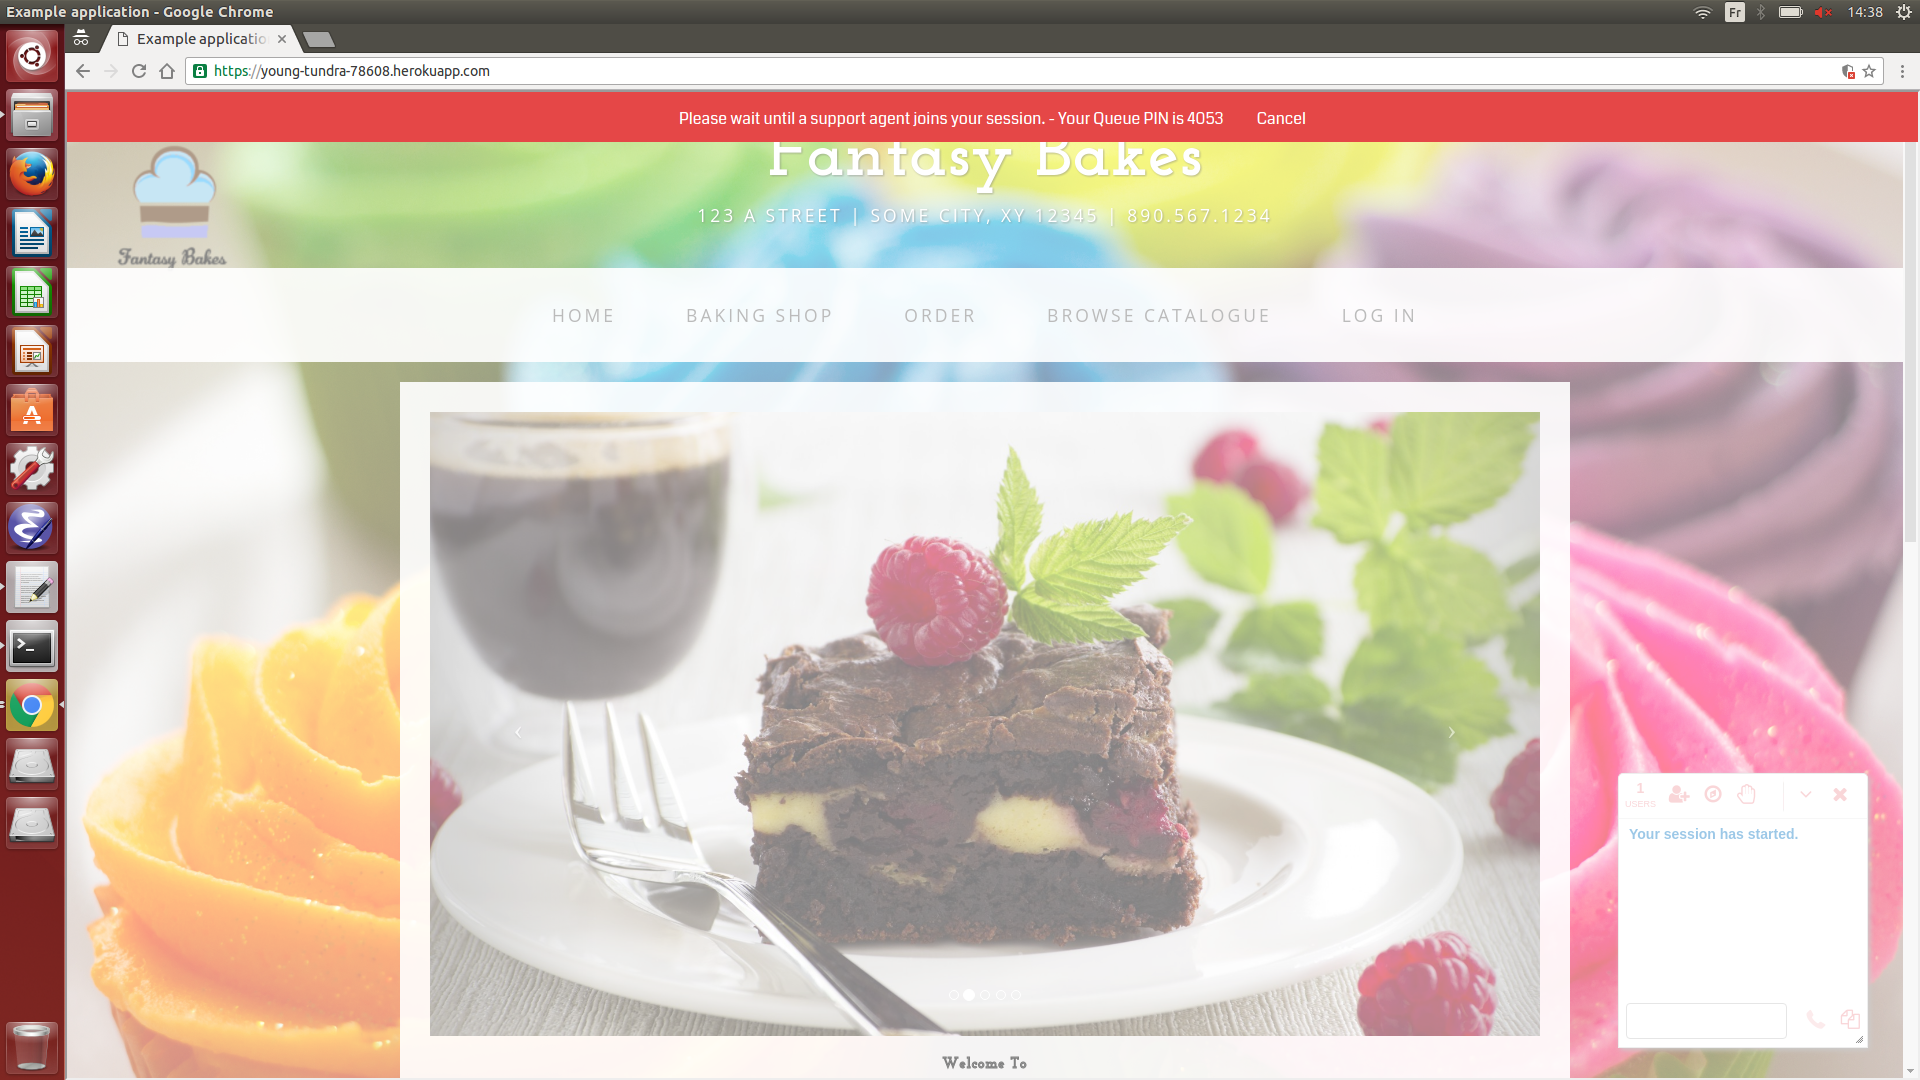 Example application - Google Chrome
Fr
14:38
Example applicatio
https://young-tundra-78608.herokuapp.com
Please wait until a support agent joins your session. - Your Queue PIN is 4053 Cancel
Fantasy Bakes
Fantasy Bakes
123 A STREET | SOME CITY, XY 12345 | 890.567.1234
HOME BAKING SHOP ORDER BROWSE CATALOGUE LOG IN
1
USERS
Your session has started.
Welcome To